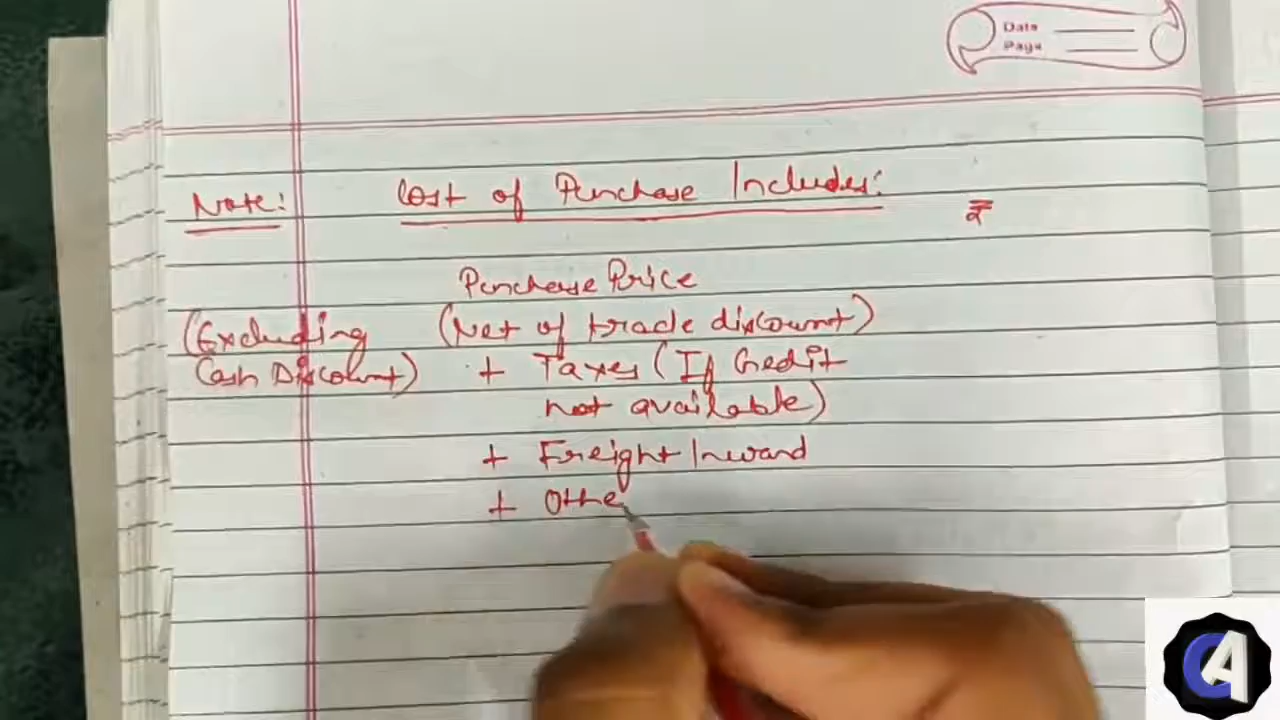 Date
Page
Note: Cost of Purchase Includes:
₹
Purchase Price
(Excluding (Net of trade discount)
Cash Discount) + Taxes (If Credit
not available)
+ Freight Inward
+ Othe
CA